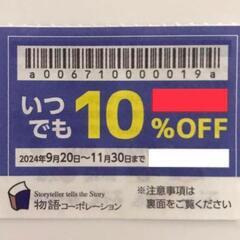 a0067100000019a
いつでも10%OFF
2024年9月20日〜11月30日まで
Storyteller tells the Story
物語コーポレーション
※注意事項は
裏面をご覧ください